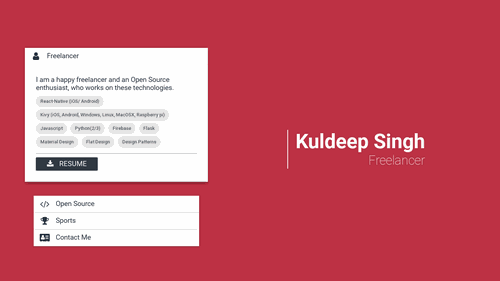 Freelancer
I am a happy freelancer and an Open Source
enthusiast, who works on these technologies.
React-Native (iOS/ Android)
Kivy (iOS, Android, Windows, Linux, MacOSX, Raspberry pi)
Javascript Python(2/3) Firebase Flask
Material Design Flat Design Design Patterns
RESUME
Open Source
Sports
Contact Me
Kuldeep Singh
Freelancer